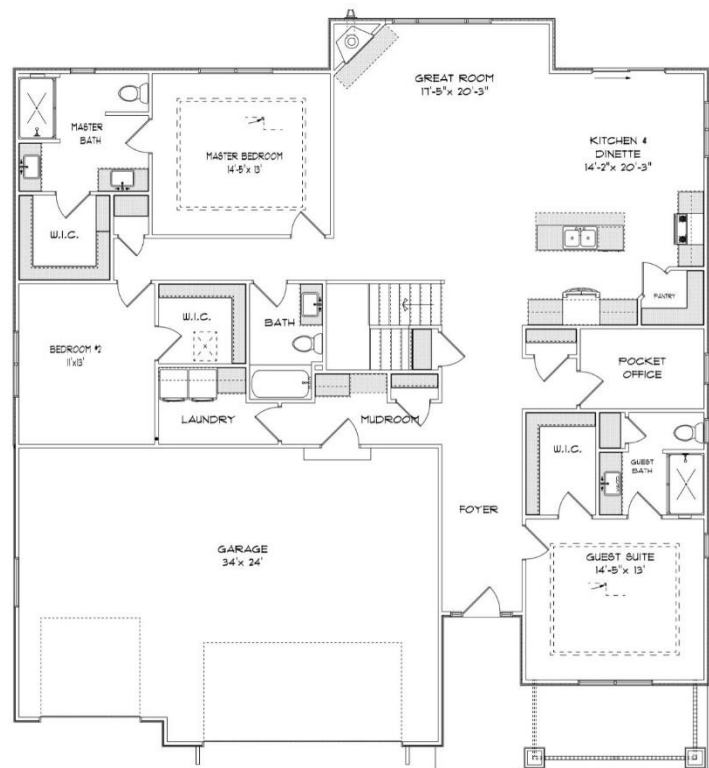 GREAT ROOM
17'-5" x 20'-3"
MASTER
BATH
MASTER BEDROOM
14'-5" x 13'
KITCHEN &
DINETTE
14'-2" x 20'-3"
W.I.C.
PANTRY
W.I.C.
BATH
BEDROOM #2
11'x13'
POCKET
OFFICE
LAUNDRY
MUDROOM
W.I.C.
GUEST
BATH
FOYER
GARAGE
34'x 24'
GUEST SUITE
14'-5" x 13'